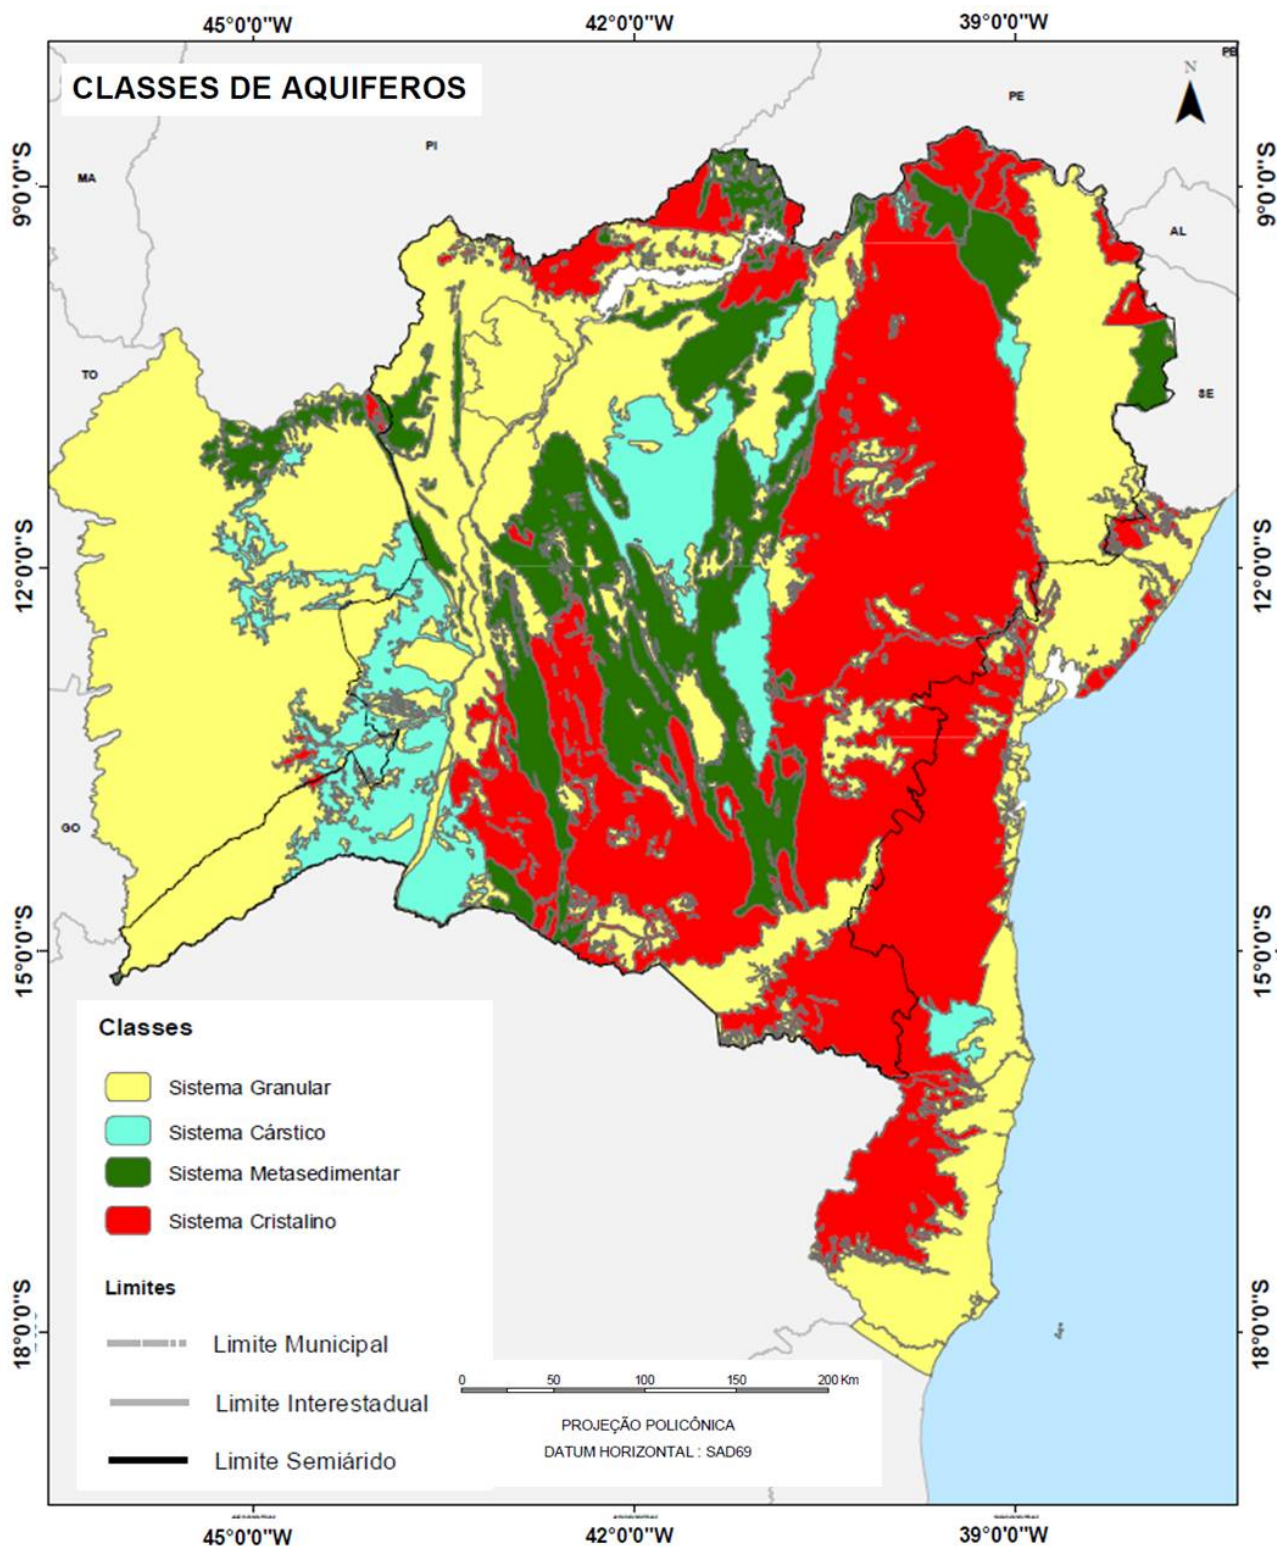 45°0'0"W
42°0'0"W
39°0'0"W
CLASSES DE AQUIFEROS
PB
N
PE
PI
MA
9°0'0"S
9°0'0"S
AL
TO
SE
12°0'0"S
12°0'0"S
GO
15°0'0"S
15°0'0"S
Classes
Sistema Granular
Sistema Cárstico
Sistema Metasedimentar
Sistema Cristalino
Limites
18°0'0"S
18°0'0"S
Limite Municipal
0 50 100 150 200 Km
Limite Interestadual
PROJEÇÃO POLICÔNICA
DATUM HORIZONTAL : SAD69
Limite Semiárido
45°0'0"W
42°0'0"W
39°0'0"W